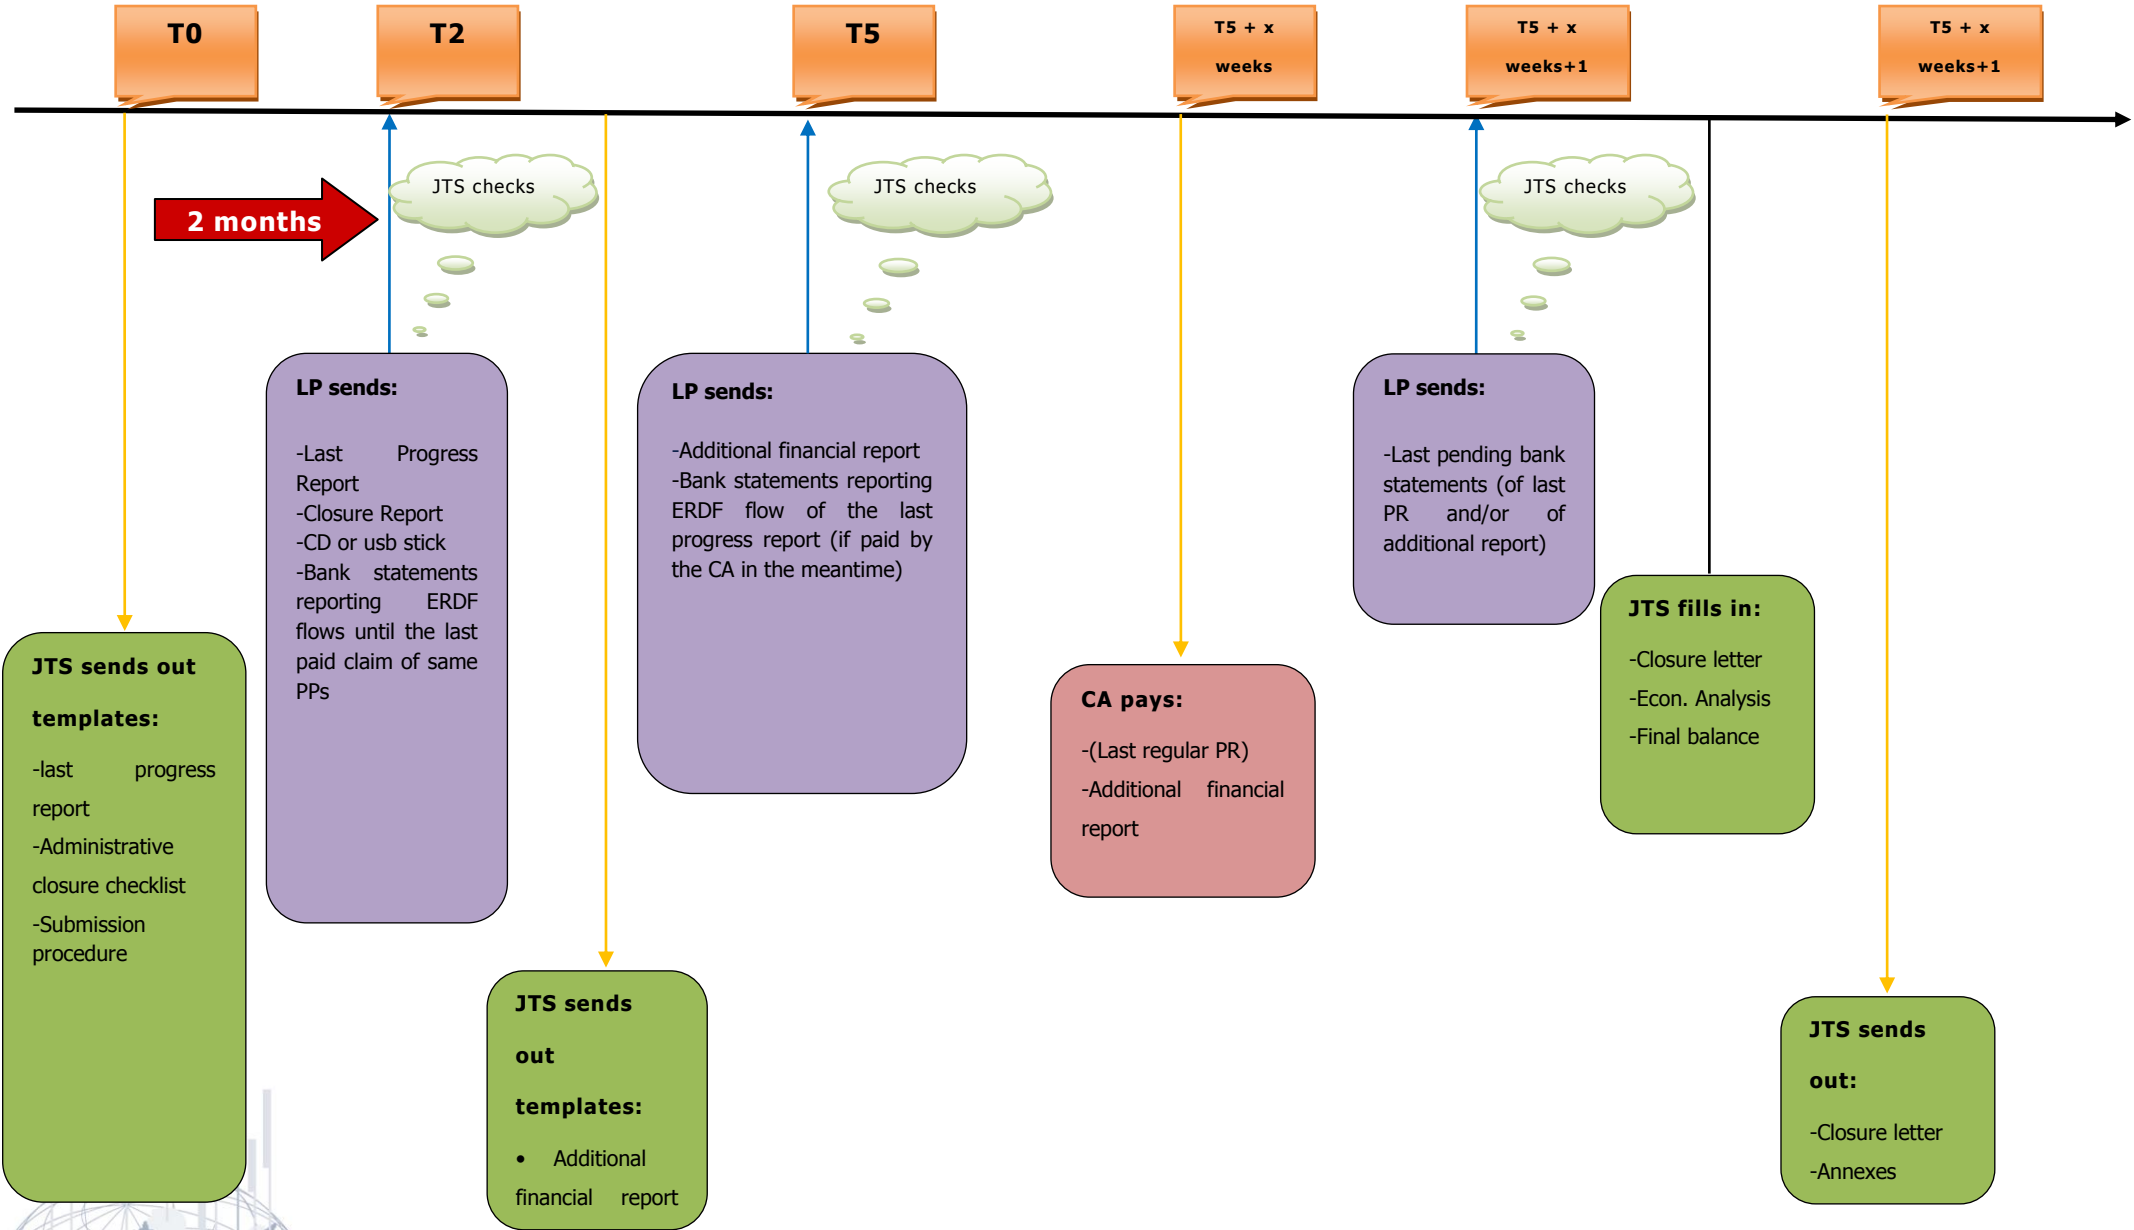 T0
T2
T5
T5 + x
weeks
T5 + x
weeks+1
T5 + x
weeks+1
2 months
JTS checks
JTS checks
JTS checks
LP sends:
-Last Progress
Report
-Closure Report
-CD or usb stick
-Bank statements
reporting ERDF
flows until the last
paid claim of same
PPs
LP sends:
-Additional financial report
-Bank statements reporting
ERDF flow of the last
progress report (if paid by
the CA in the meantime)
LP sends:
-Last pending bank
statements (of last
PR and/or of
additional report)
JTS fills in:
-Closure letter
-Econ. Analysis
-Final balance
JTS sends out
templates:
-last progress
report
-Administrative
closure checklist
-Submission
procedure
CA pays:
-(Last regular PR)
-Additional financial
report
JTS sends
out
templates:
• Additional
financial report
JTS sends
out:
-Closure letter
-Annexes